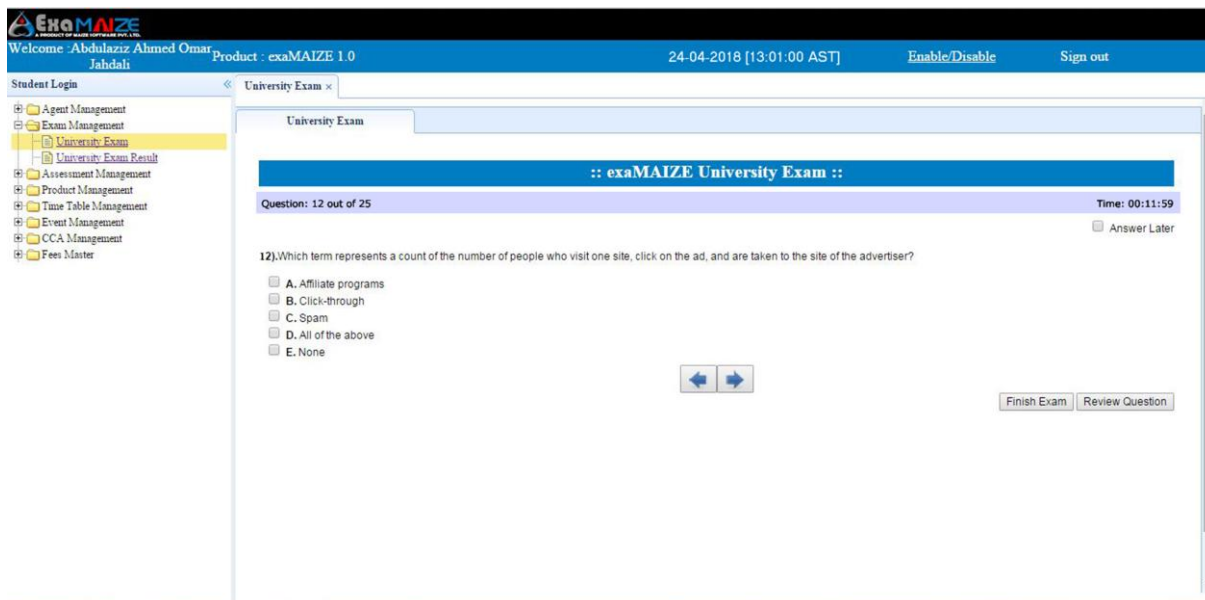 ExaMAIZE
A PRODUCT OF MAIZE SOFTWARE PVT. LTD.
Welcome :Abdulaziz Ahmed Omar Jahdali
Product : exaMAIZE 1.0
24-04-2018 [13:01:00 AST]
Enable/Disable
Sign out
Student Login
Agent Management
Exam Management
University Exam
University Exam Result
Assessment Management
Product Management
Time Table Management
Event Management
CCA Management
Fees Master
University Exam ×
University Exam
:: exaMAIZE University Exam ::
Question: 12 out of 25
Time: 00:11:59
Answer Later
12).Which term represents a count of the number of people who visit one site, click on the ad, and are taken to the site of the advertiser?
A. Affiliate programs
B. Click-through
C. Spam
D. All of the above
E. None
Finish Exam
Review Question